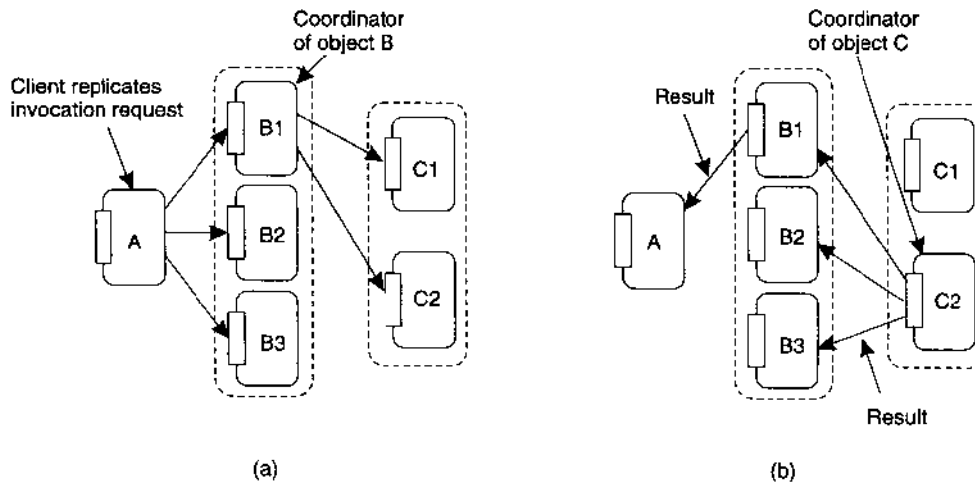 Coordinator
of object B
Client replicates
invocation request
A
B1
B2
B3
C1
C2
(a)
Coordinator
of object C
Result
A
B1
B2
B3
C1
C2
Result
(b)